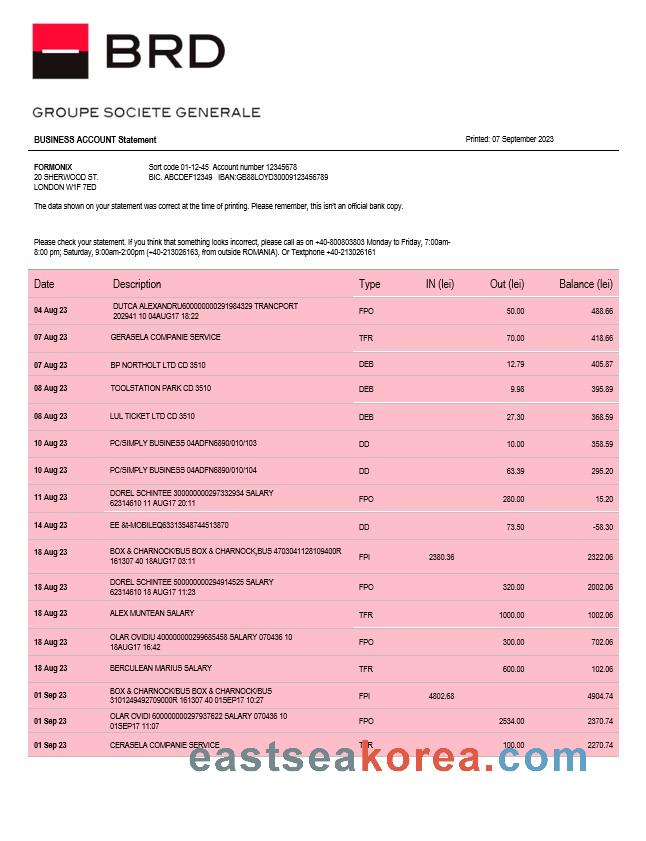 BRD
GROUPE SOCIETE GENERALE
BUSINESS ACCOUNT Statement Printed: 07 September 2023
FORMONIX Sort code 01-12-45 Account number 12345678
20 SHERWOOD ST. BIC. ABCDEF12349 IBAN:GB88LOYD30009123456789
LONDON W1F 7ED
The data shown on your statement was correct at the time of printing. Please remember, this isn't an official bank copy.
Please check your statement. If you think that something looks incorrect, please call as on +40-800803803 Monday to Friday, 7:00am-
8:00 pm; Saturday, 9:00am-2:00pm (+40-213026163, from outside ROMANIA). Or Textphone +40-213026161
Date Description Type IN (lei) Out (lei) Balance (lei)
04 Aug 23 DUTCA ALEXANDRU600000000291984329 TRANCPORT
202941 10 04AUG17 18:22 FPO 50.00 488.66
07 Aug 23 GERASELA COMPANIE SERVICE TFR 70.00 418.66
07 Aug 23 BP NORTHOLT LTD CD 3510 DEB 12.79 405.87
08 Aug 23 TOOLSTATION PARK CD 3510 DEB 9.98 395.89
08 Aug 23 LUL TICKET LTD CD 3510 DEB 27.30 368.59
10 Aug 23 PC/SIMPLY BUSINESS 04ADFN6890/010/103 DD 10.00 358.59
10 Aug 23 PC/SIMPLY BUSINESS 04ADFN6890/010/104 DD 63.39 295.20
11 Aug 23 DOREL SCHINTEE 300000000297332934 SALARY
62314610 11 AUG17 20:11 FPO 280.00 15.20
14 Aug 23 EE &t-MOBILEQ63313548744513870 DD 73.50 -58.30
18 Aug 23 BOX & CHARNOCK/BUS BOX & CHARNOCK,BUS 4703041128109400R
161307 40 18AUG17 03:11 FPI 2380.36 2322.06
18 Aug 23 DOREL SCHINTEE 500000000294914525 SALARY
62314610 18 AUG17 11:23 FPO 320.00 2002.06
18 Aug 23 ALEX MUNTEAN SALARY TFR 1000.00 1002.06
18 Aug 23 OLAR OVIDIU 400000000299685458 SALARY 070436 10
18AUG17 16:42 FPO 300.00 702.06
18 Aug 23 BERCULEAN MARIUS SALARY TFR 600.00 102.06
01 Sep 23 BOX & CHARNOCK/BUS BOX & CHARNOCK/BUS
3101249492709000R 161307 40 01SEP17 10:27 FPI 4802.68 4904.74
01 Sep 23 OLAR OVIDI 600000000297937622 SALARY 070436 10
01SEP17 11:07 FPO 2534.00 2370.74
01 Sep 23 CERASELA COMPANIE SERVICE TFR 100.00 2270.74
eastseakorea.com